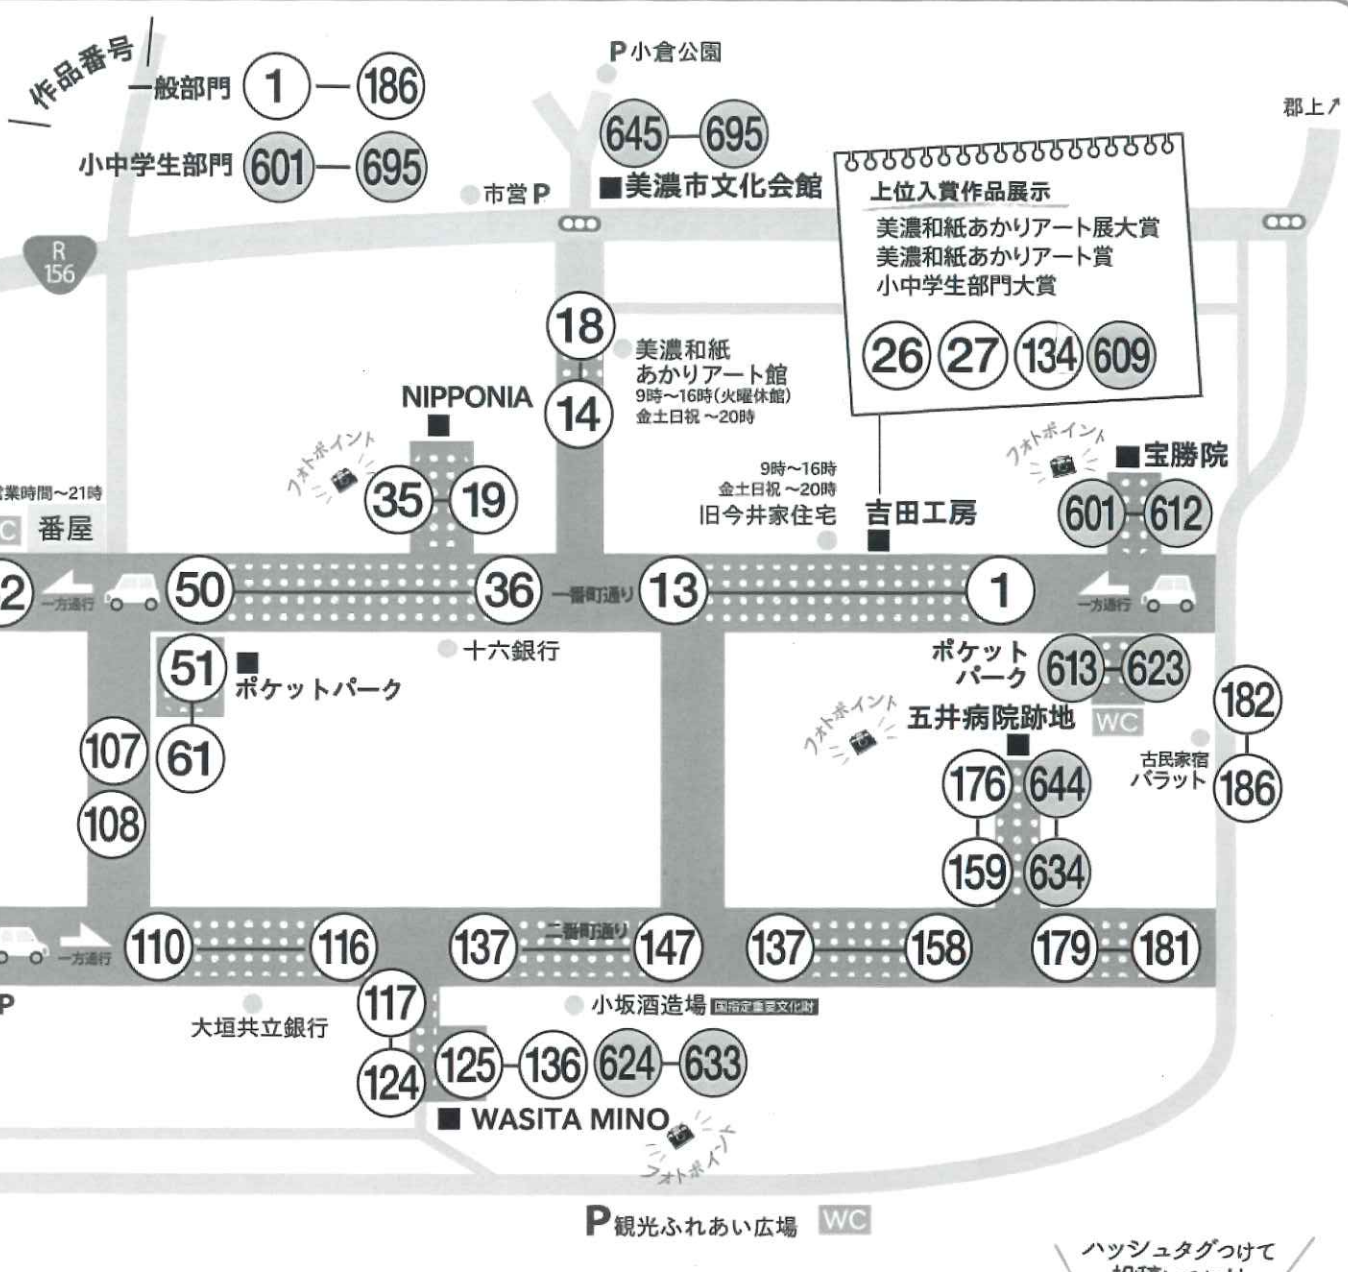 作品番号
一般部門 1 186
小中学生部門 601 695
P小倉公園
645 695
美濃市文化会館
市営P
郡上
R
156
上位入賞作品展示
美濃和紙あかりアート展大賞
美濃和紙あかりアート賞
小中学生部門大賞
26 27 134 609
18
14
美濃和紙
あかりアート館
9時〜16時(火曜休館)
金土日祝 〜20時
NIPPONIA
フォトポイント
35 19
9時〜16時
金土日祝 〜20時
旧今井家住宅
吉田工房
フォトポイント
宝勝院
601 612
営業時間〜21時
番屋
一方通行
50
36
一番町通り
13
1
一方通行
51
61
ポケットパーク
十六銀行
ポケット
パーク
613 623
WC
182
186
古民家宿
バラット
107
108
フォトポイント
五井病院跡地
176 644
159 634
一方通行
110
116
137
二番町通り
147
137
158
179
181
P
大垣共立銀行
117
124
小坂酒造場 国指定重要文化財
125 136 624 633
WASITA MINO
フォトポイント
P観光ふれあい広場 WC
ハッシュタグつけて